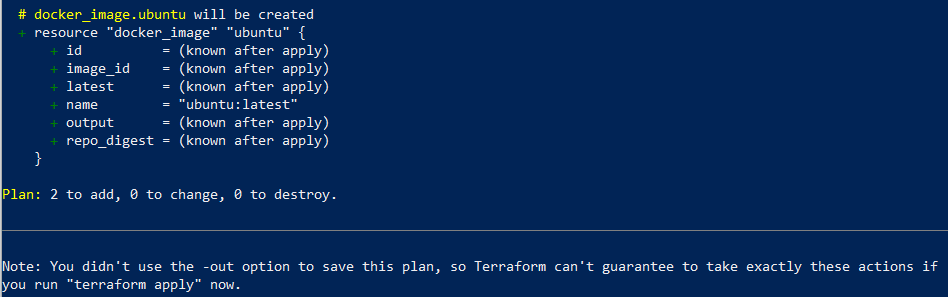 # docker_image.ubuntu will be created
+ resource "docker_image" "ubuntu" {
+ id = (known after apply)
+ image_id = (known after apply)
+ latest = (known after apply)
+ name = "ubuntu:latest"
+ output = (known after apply)
+ repo_digest = (known after apply)
}
Plan: 2 to add, 0 to change, 0 to destroy.
Note: You didn't use the -out option to save this plan, so Terraform can't guarantee to take exactly these actions if
you run "terraform apply" now.